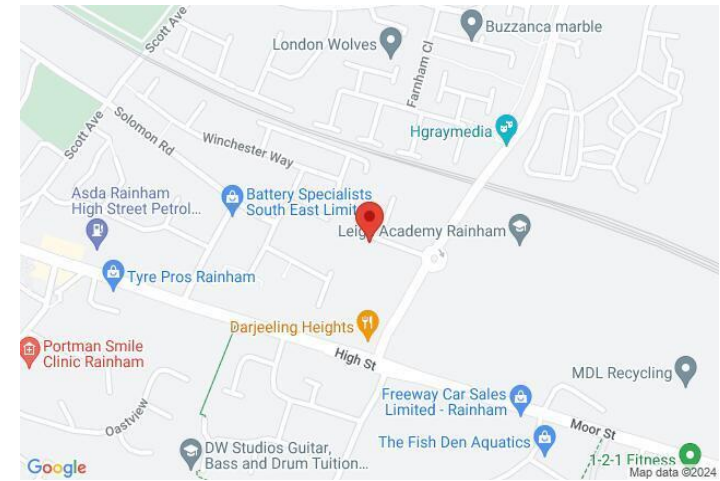 Scott Ave
London Wolves
Buzzanca marble
Farnham Cl
Hgraymedia
Solomon Rd
Winchester Way
Scott Ave
Asda Rainham
High Street Petrol...
Battery Specialists
South East Limit
Leig
Academy Rainham
Tyre Pros Rainham
Darjeeling Heights
High St
Portman Smile
Clinic Rainham
MDL Recycling
Freeway Car Sales
Limited - Rainham
Moor St
Oastview
The Fish Den Aquatics
DW Studios Guitar,
Bass and Drum Tuition...
1-2-1 Fitness
Google
Map data ©2024